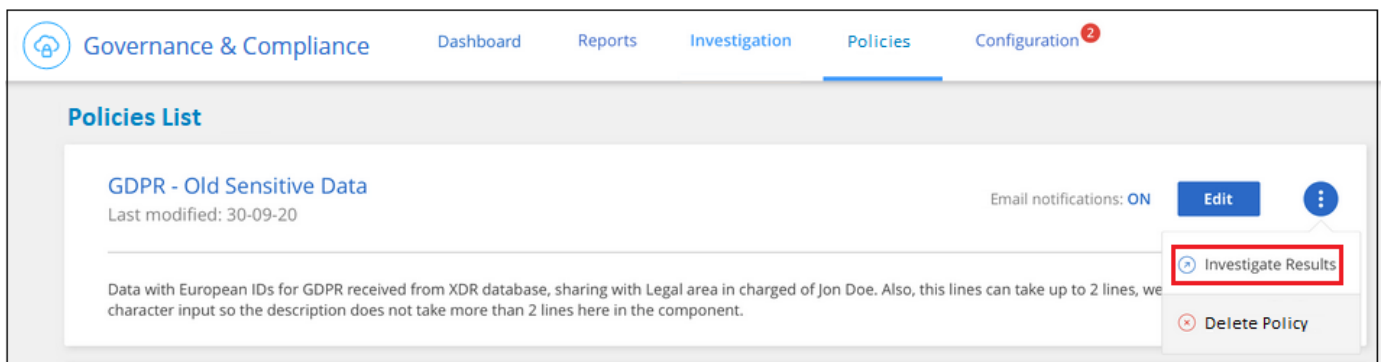 Governance & Compliance Dashboard Reports Investigation Policies Configuration 2
Policies List
GDPR - Old Sensitive Data
Last modified: 30-09-20
Email notifications: ON Edit
Investigate Results
Data with European IDs for GDPR received from XDR database, sharing with Legal area in charged of Jon Doe. Also, this lines can take up to 2 lines, we
character input so the description does not take more than 2 lines here in the component.
Delete Policy